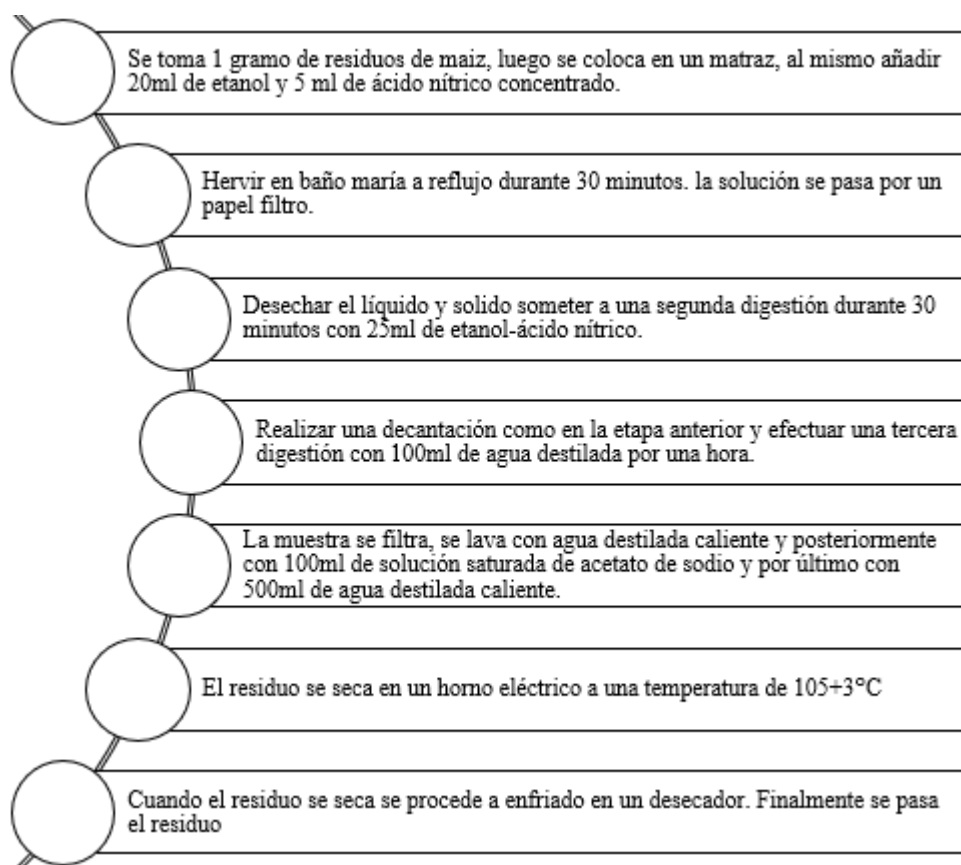 Se toma 1 gramo de residuos de maiz, luego se coloca en un matraz, al mismo añadir
20ml de etanol y 5 ml de ácido nítrico concentrado.
Hervir en baño maría a reflujo durante 30 minutos. la solución se pasa por un
papel filtro.
Desechar el líquido y solido someter a una segunda digestión durante 30
minutos con 25ml de etanol-ácido nítrico.
Realizar una decantación como en la etapa anterior y efectuar una tercera
digestión con 100ml de agua destilada por una hora.
La muestra se filtra, se lava con agua destilada caliente y posteriormente
con 100ml de solución saturada de acetato de sodio y por último con
500ml de agua destilada caliente.
El residuo se seca en un horno eléctrico a una temperatura de 105+3°C
Cuando el residuo se seca se procede a enfriado en un desecador. Finalmente se pasa
el residuo